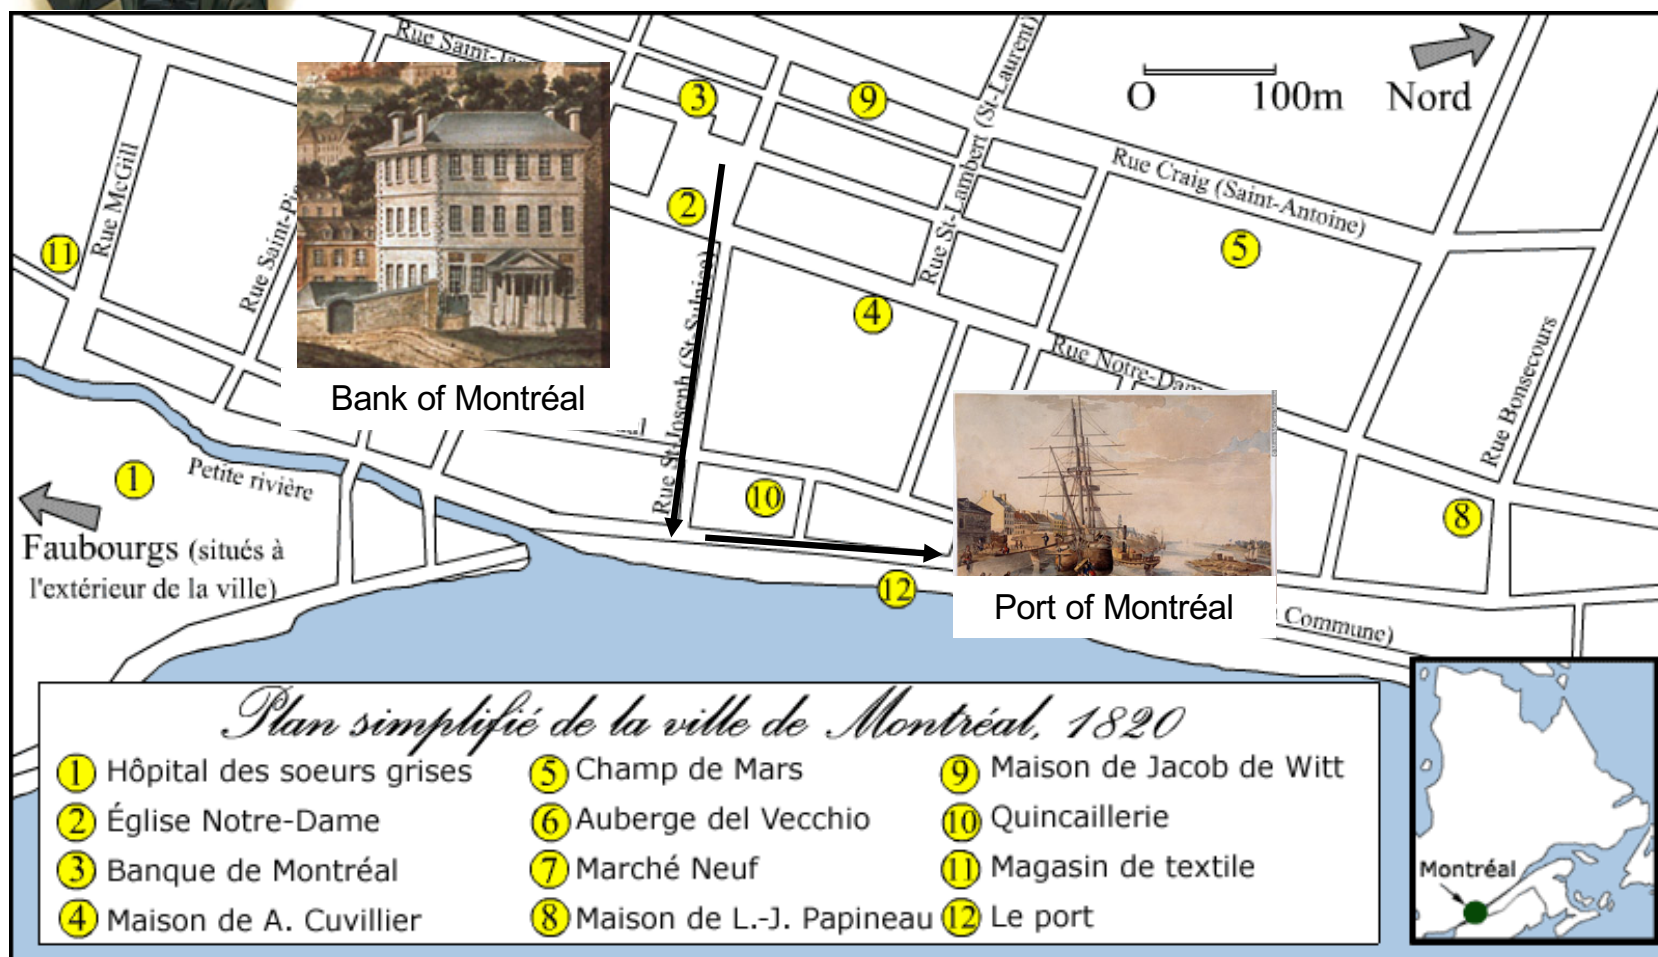 Rue Saint-Ja
3
9
O 100m
Nord
Rue McGill
Rue Saint-Pie
Rue St-Lambert (St-Laurent)
Rue Craig (Saint-Antoine)
2
11
5
4
Rue St-Joseph (St-Sulpice)
Rue Notre-Dam
Rue Bonsecours
Bank of Montréal
1
Petite rivière
10
8
Faubourgs (situés à
l'extérieur de la ville)
12
Port of Montréal
Commune)
Plan simplifié de la ville de Montréal, 1820
1 Hôpital des soeurs grises
2 Église Notre-Dame
3 Banque de Montréal
4 Maison de A. Cuvillier
5 Champ de Mars
6 Auberge del Vecchio
7 Marché Neuf
8 Maison de L.-J. Papineau
9 Maison de Jacob de Witt
10 Quincaillerie
11 Magasin de textile
12 Le port
Montréal